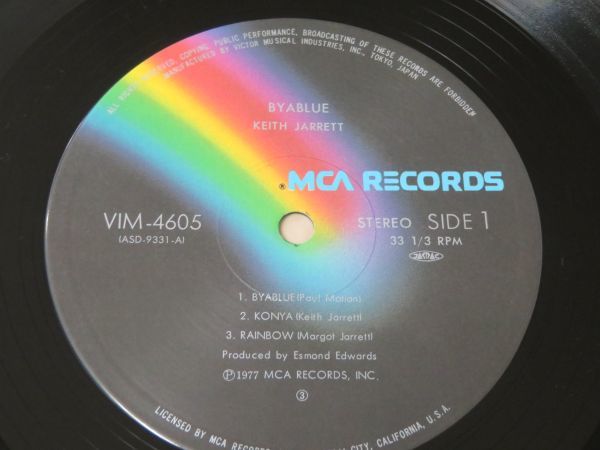 ALL RIGHTS RESERVED. COPYING, PUBLIC PERFORMANCE, BROADCASTING OF THESE RECORDS ARE FORBIDDEN
MANUFACTURED BY VICTOR MUSICAL INDUSTRIES, INC., TOKYO, JAPAN
BYABLUE
KEITH JARRETT
® MCA RECORDS
VIM-4605
(ASD-9331-A)
STEREO SIDE 1
33 1/3 RPM
1. BYABLUE (Paul Motian)
2. KONYA (Keith Jarrett)
3. RAINBOW (Margot Jarrett)
Produced by Esmond Edwards
Ⓟ1977 MCA RECORDS, INC.
③
LICENSED BY MCA RECORDS CITY, CALIFORNIA, U.S.A.